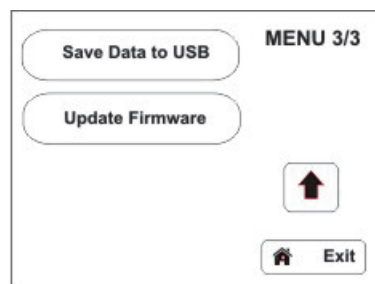 MENU 3/3
Save Data to USB
Update Firmware
Exit